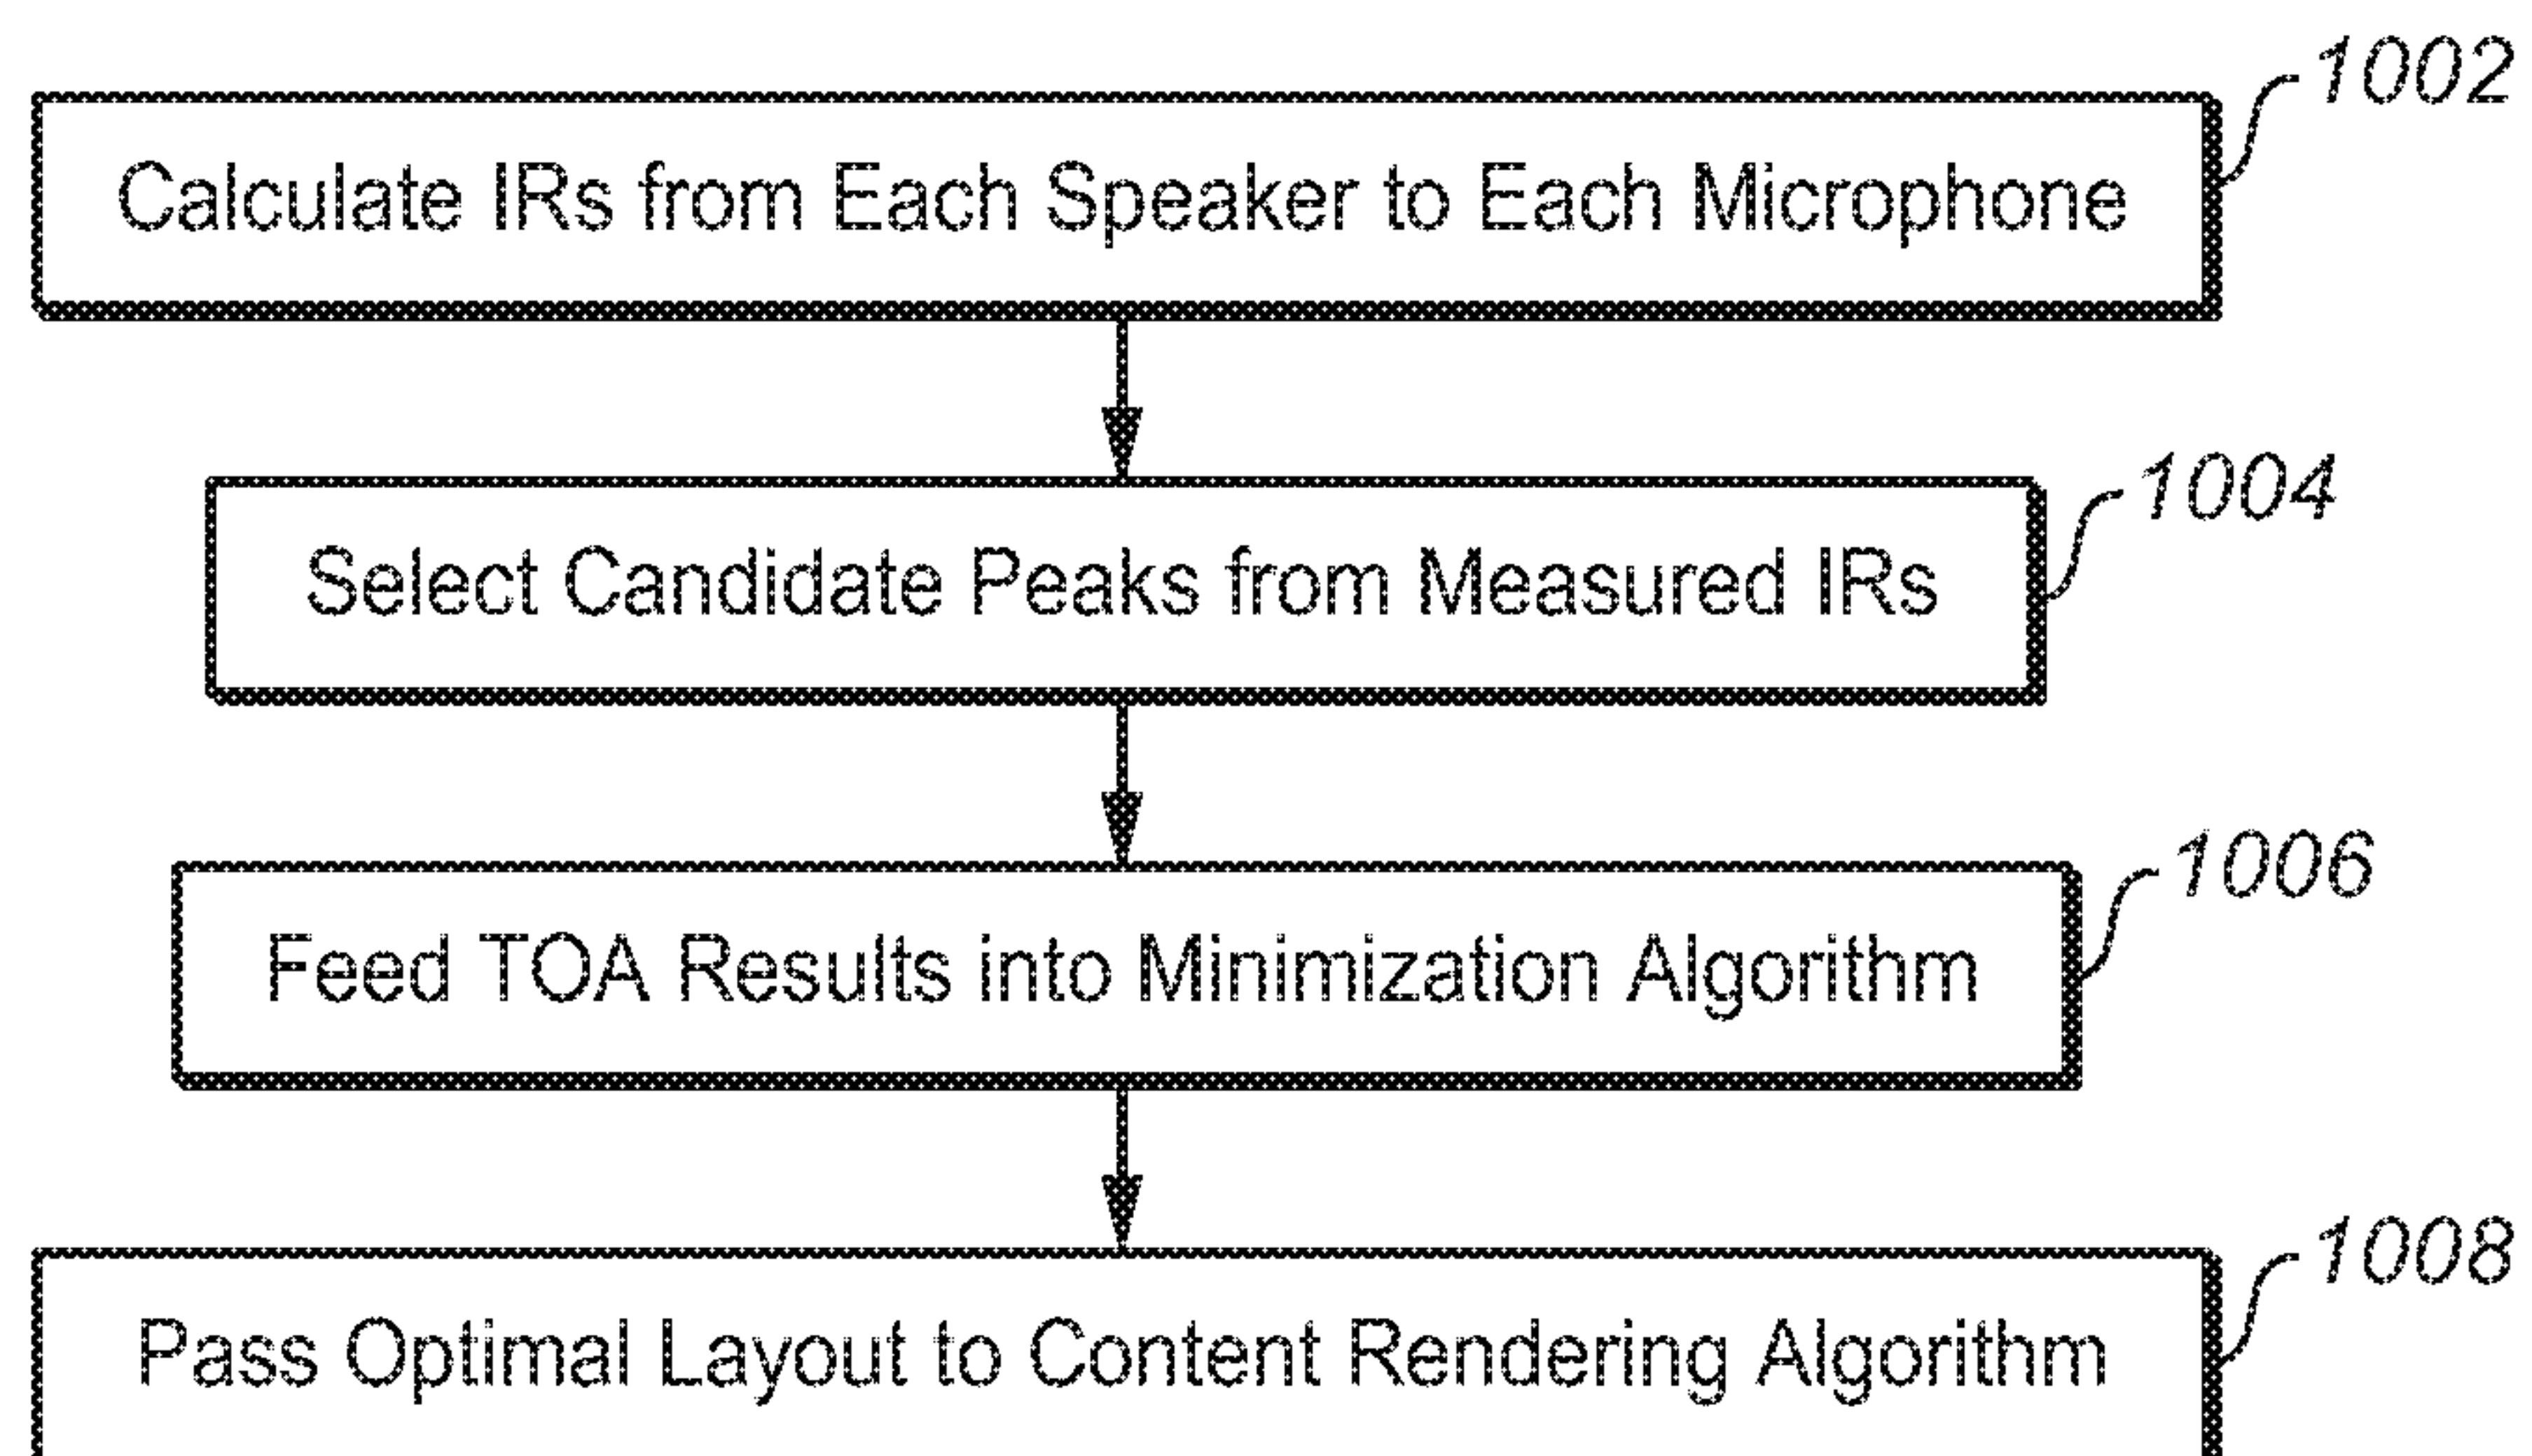 1002
Calculate IRs from Each Speaker to Each Microphone
1004
Select Candidate Peaks from Measured IRs
1006
Feed TOA Results into Minimization Algorithm
1008
Pass Optimal Layout to Content Rendering Algorithm